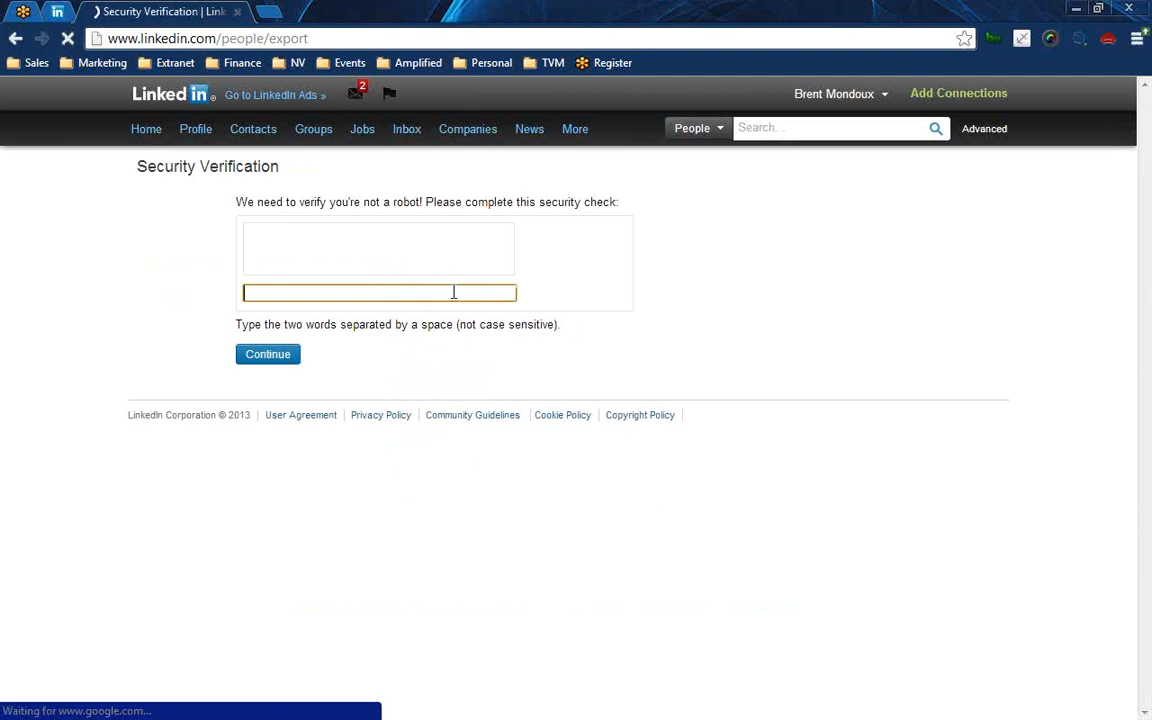 Security Verification | Link
www.linkedin.com/people/export
Sales Marketing Extranet Finance NV Events Amplified Personal TVM Register
Linked in. Go to LinkedIn Ads » 2 Brent Mondoux Add Connections
Home Profile Contacts Groups Jobs Inbox Companies News More People Search... Advanced
Security Verification
We need to verify you're not a robot! Please complete this security check:
Type the two words separated by a space (not case sensitive).
Continue
LinkedIn Corporation © 2013 User Agreement Privacy Policy Community Guidelines Cookie Policy Copyright Policy
Waiting for www.google.com...